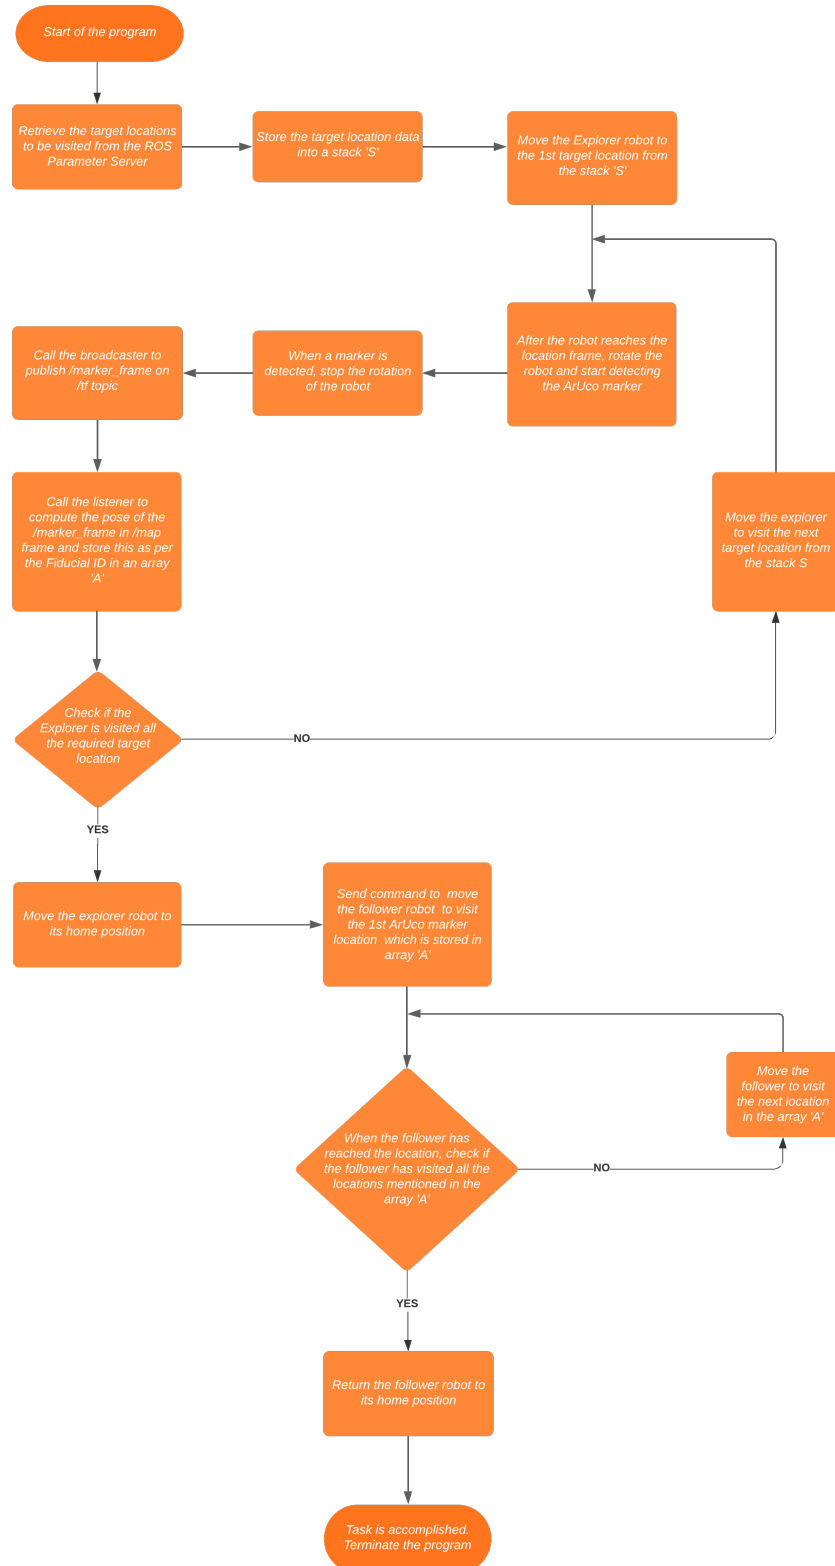 Start of the program
Retrieve the target locations
to be visited from the ROS
Parameter Server
Store the target location data
into a stack 'S'
Move the Explorer robot to
the 1st target location from
the stack 'S'
After the robot reaches the
location frame, rotate the
robot and start detecting
the ArUco marker
When a marker is
detected, stop the rotation
of the robot
Call the broadcaster to
publish /marker_frame on
/tf topic
Call the listener to
compute the pose of the
/marker_frame in /map
frame and store this as per
the Fiducial ID in an array
'A'
Move the explorer
to visit the next
target location from
the stack S
Check if the
Explorer is visited all
the required target
location
NO
YES
Move the explorer robot to
its home position
Send command to move
the follower robot to visit
the 1st ArUco marker
location which is stored in
array 'A'
Move the
follower to visit
the next location
in the array 'A'
When the follower has
reached the location, check if
the follower has visited all the
locations mentioned in the
array 'A'
NO
YES
Return the follower robot to
its home position
Task is accomplished.
Terminate the program